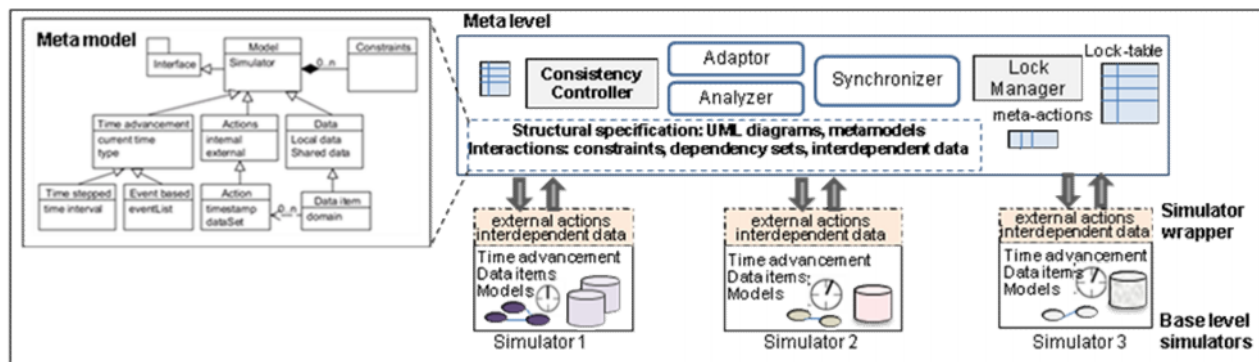 Meta model
Interface
Model
Simulator
0..n
Constraints
Time advancement
current time
type
Actions
internal
external
Data
Local data
Shared data
Time stepped
time interval
Event based
eventList
Action
timestamp
dataSet
0..n
Data item
domain
Meta level
Consistency
Controller
Adaptor
Analyzer
Synchronizer
Lock
Manager
Lock-table
meta-actions
Structural specification: UML diagrams, metamodels
Interactions: constraints, dependency sets, interdependent data
external actions
interdependent data
Time advancement
Data items
Models
Simulator 1
external actions
interdependent data
Time advancement
Data items
Models
Simulator 2
external actions
interdependent data
Time advancement
Data items
Models
Simulator 3
Simulator
wrapper
Base level
simulators